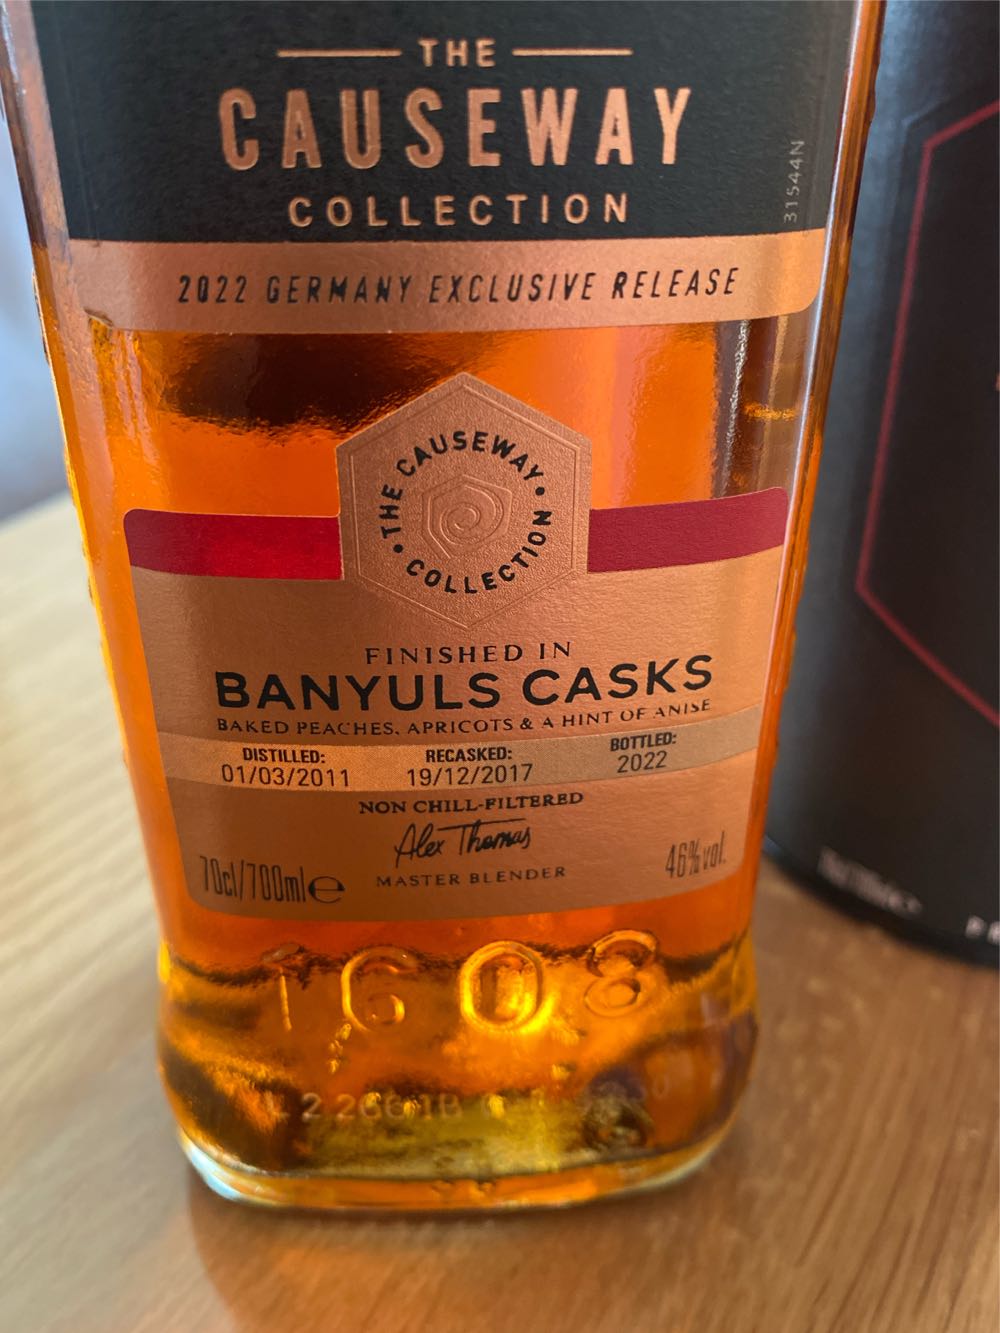 THE
CAUSEWAY
COLLECTION
31544N
2022 GERMANY EXCLUSIVE RELEASE
THE CAUSEWAY
COLLECTION
FINISHED IN
BANYULS CASKS
BAKED PEACHES, APRICOTS & A HINT OF ANISE
DISTILLED: RECASKED: BOTTLED:
01/03/2011 19/12/2017 2022
NON CHILL-FILTERED
Alex Thomas
MASTER BLENDER
70cl/700ml e 46%vol.
1608